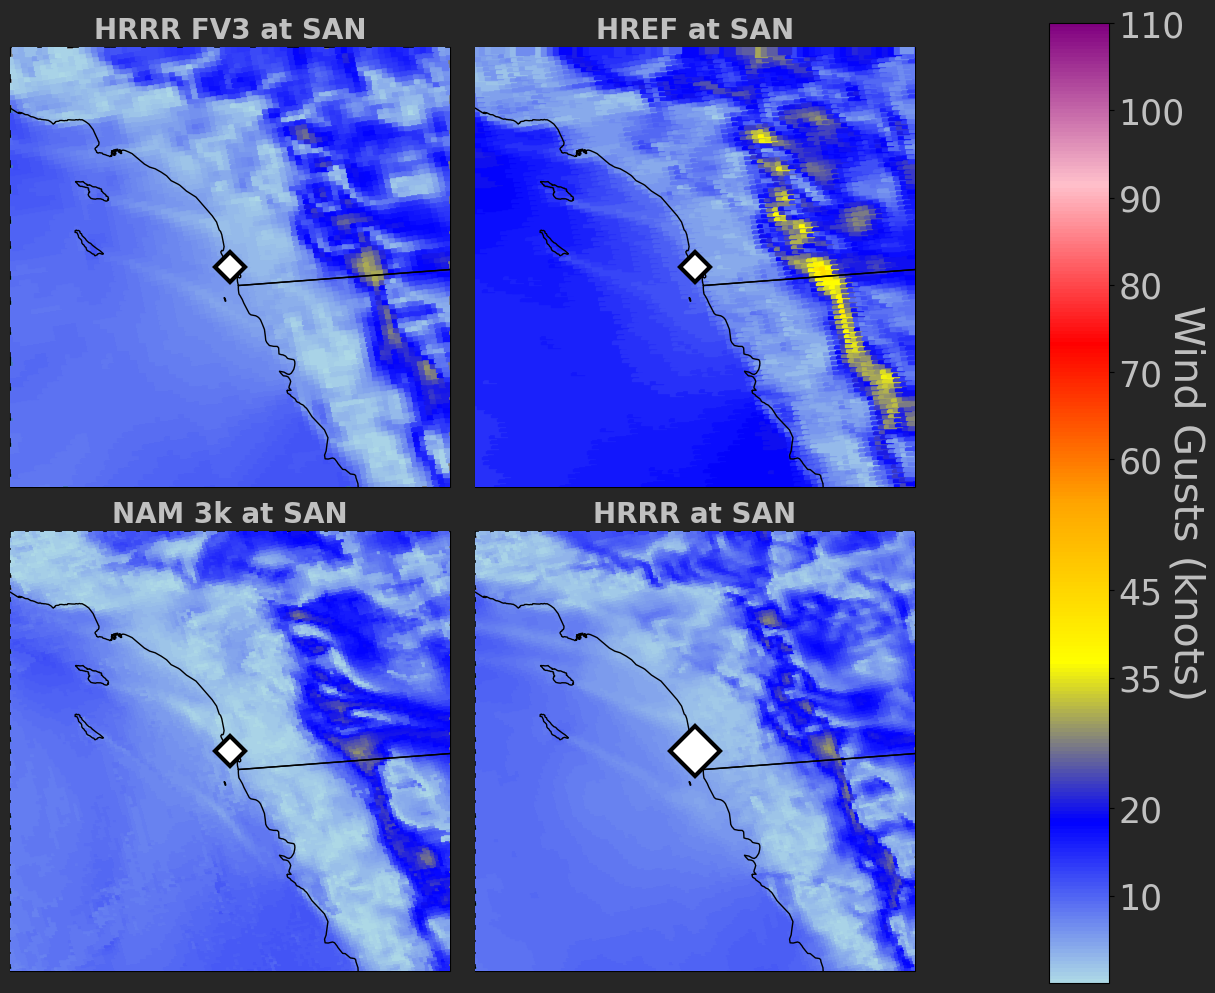 HRRR FV3 at SAN
HREF at SAN
NAM 3k at SAN
HRRR at SAN
110
100
90
80
70
60
45
35
20
10
Wind Gusts (knots)